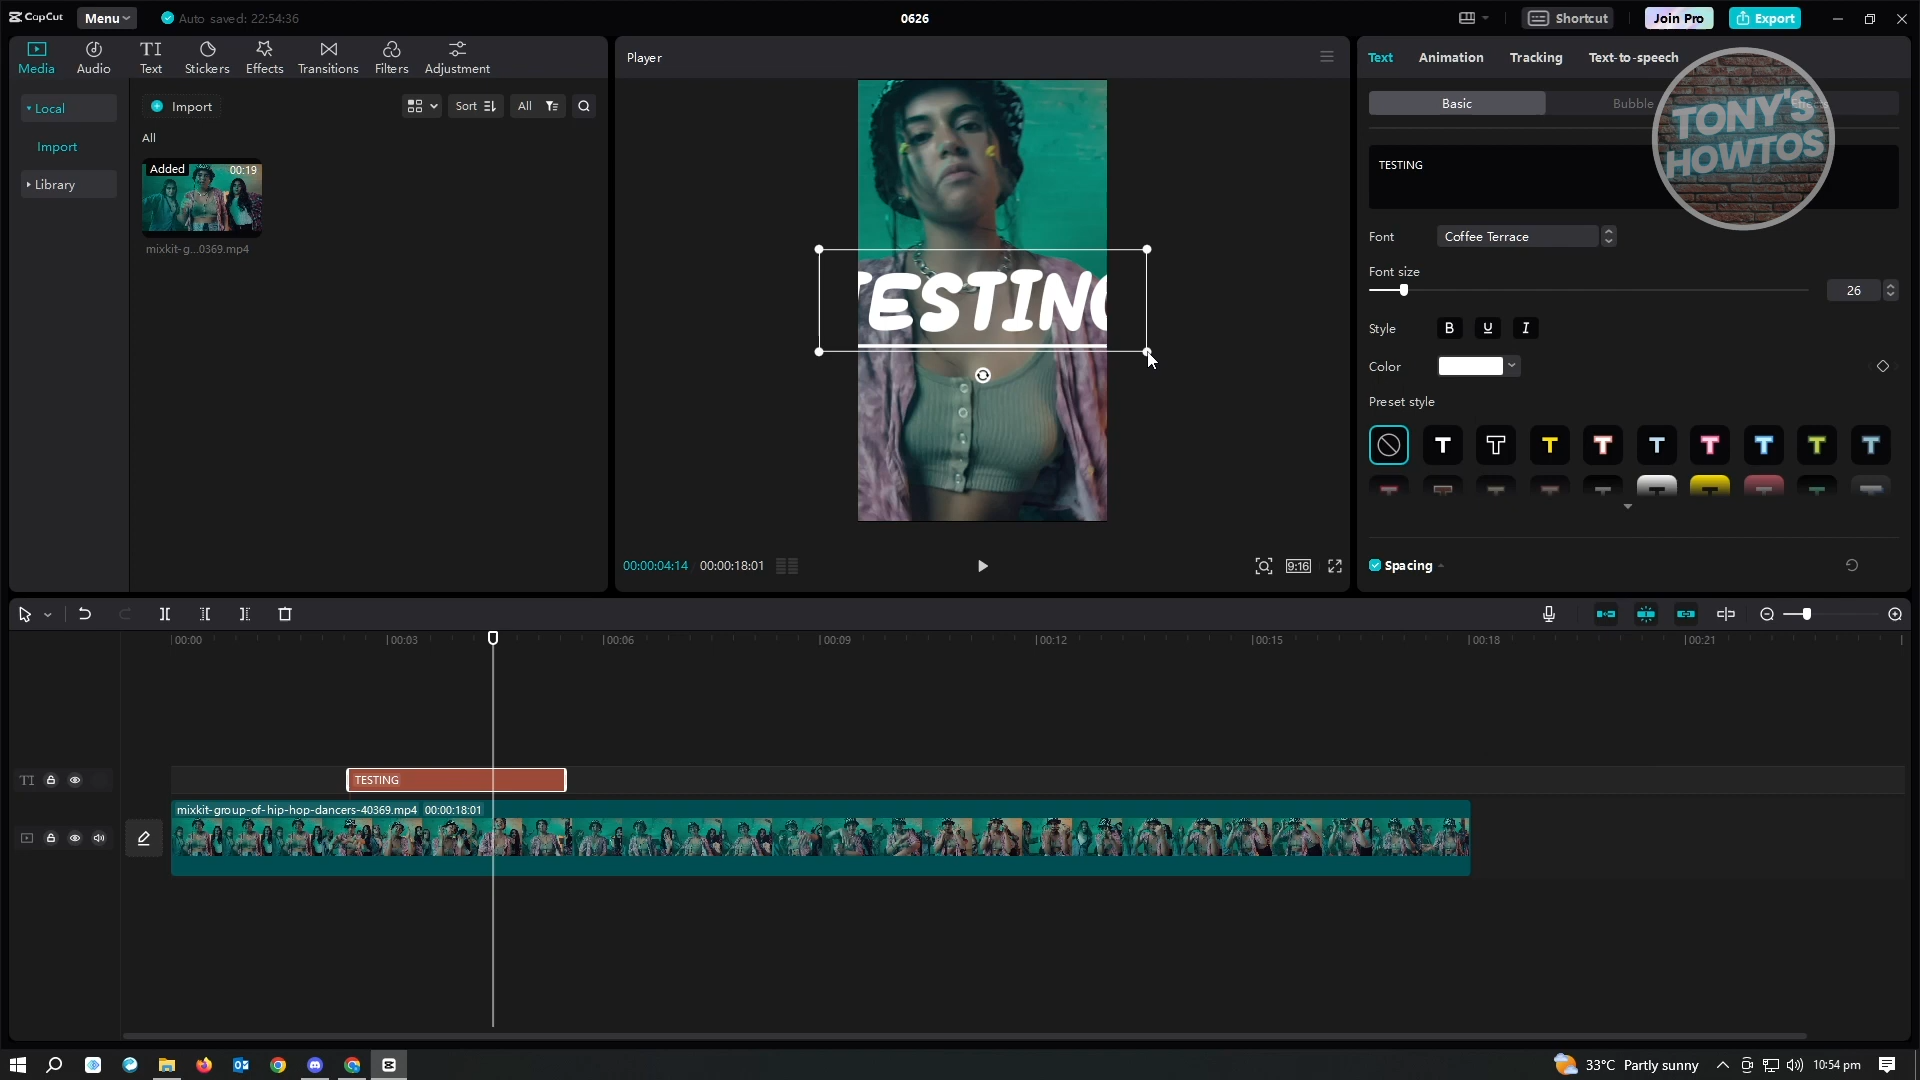 CapCut
Menu
Auto saved: 22:54:36
0626
Shortcut
Join Pro
Export
Media
Audio
TI
Text
Stickers
Effects
Transitions
Filters
Adjustment
Local
Import
Library
Import
Sort
All
All
Added
00:19
mixkit-g...0369.mp4
Player
TESTING
00:00:04:14
00:00:18:01
9:16
Text
Animation
Tracking
Text-to-speech
Basic
Bubble
TONY'S
HOWTOS
TESTING
Font
Coffee Terrace
Font size
26
Style
B
U
I
Color
Preset style
T T T T T T T T T
Spacing
00:00
00:03
00:06
00:09
00:12
00:15
00:18
00:21
TI
TESTING
mixkit-group-of-hip-hop-dancers-40369.mp4 00:00:18:01
33°C Partly sunny
10:54 pm